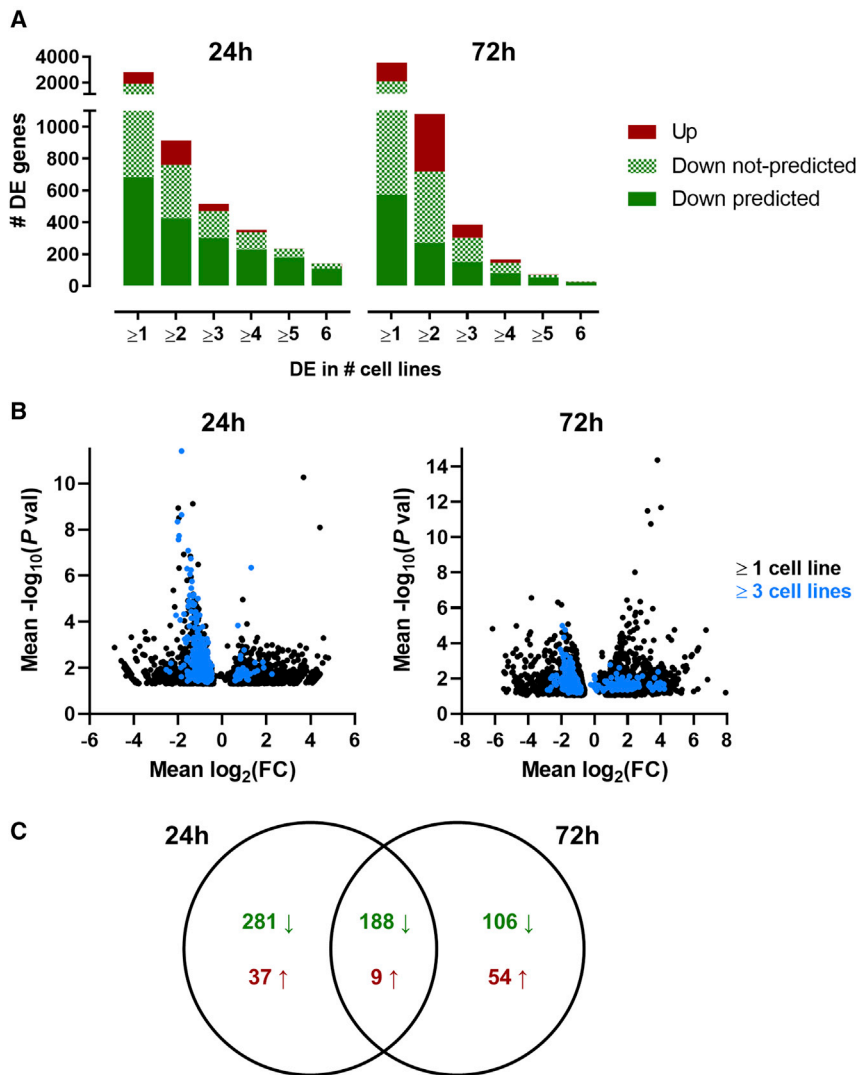 A
24h
72h
# DE genes
4000
2000
1000
800
600
400
200
0
≥1 ≥2 ≥3 ≥4 ≥5 6
≥1 ≥2 ≥3 ≥4 ≥5 6
DE in # cell lines
Up
Down not-predicted
Down predicted
B
24h
72h
Mean -log10(P val)
10
8
6
4
2
0
-6 -4 -2 0 2 4 6
Mean log2(FC)
Mean -log10(P val)
14
12
10
8
6
4
2
0
-8 -6 -4 -2 0 2 4 6 8
Mean log2(FC)
≥ 1 cell line
≥ 3 cell lines
C
24h
72h
281 ↓ 188 ↓ 106 ↓
37 ↑ 9 ↑ 54 ↑